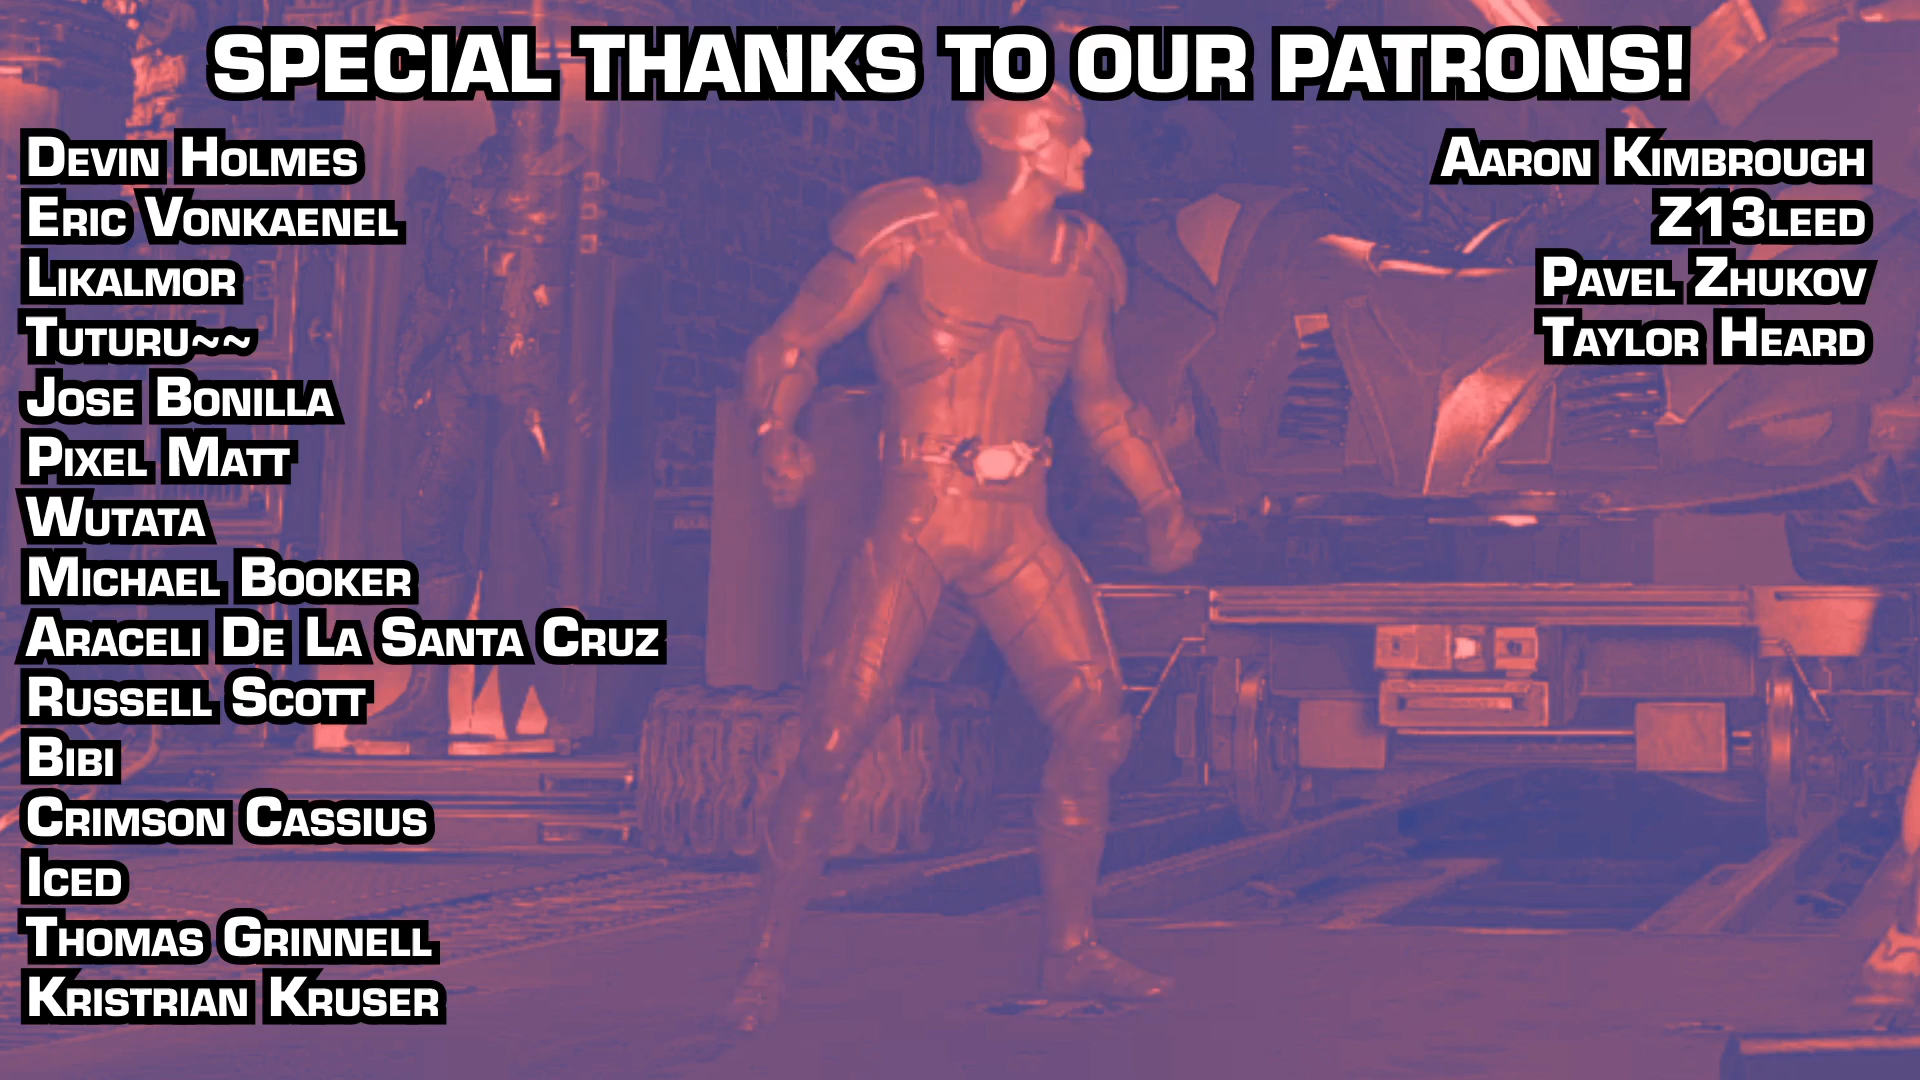 SPECIAL THANKS TO OUR PATRONS!
Devin Holmes
Eric Vonkaenel
Likalmor
Tuturu~~
Jose Bonilla
Pixel Matt
Wutata
Michael Booker
Araceli De La Santa Cruz
Russell Scott
Bibi
Crimson Cassius
Iced
Thomas Grinnell
Kristrian Kruser
Aaron Kimbrough
Z13leed
Pavel Zhukov
Taylor Heard